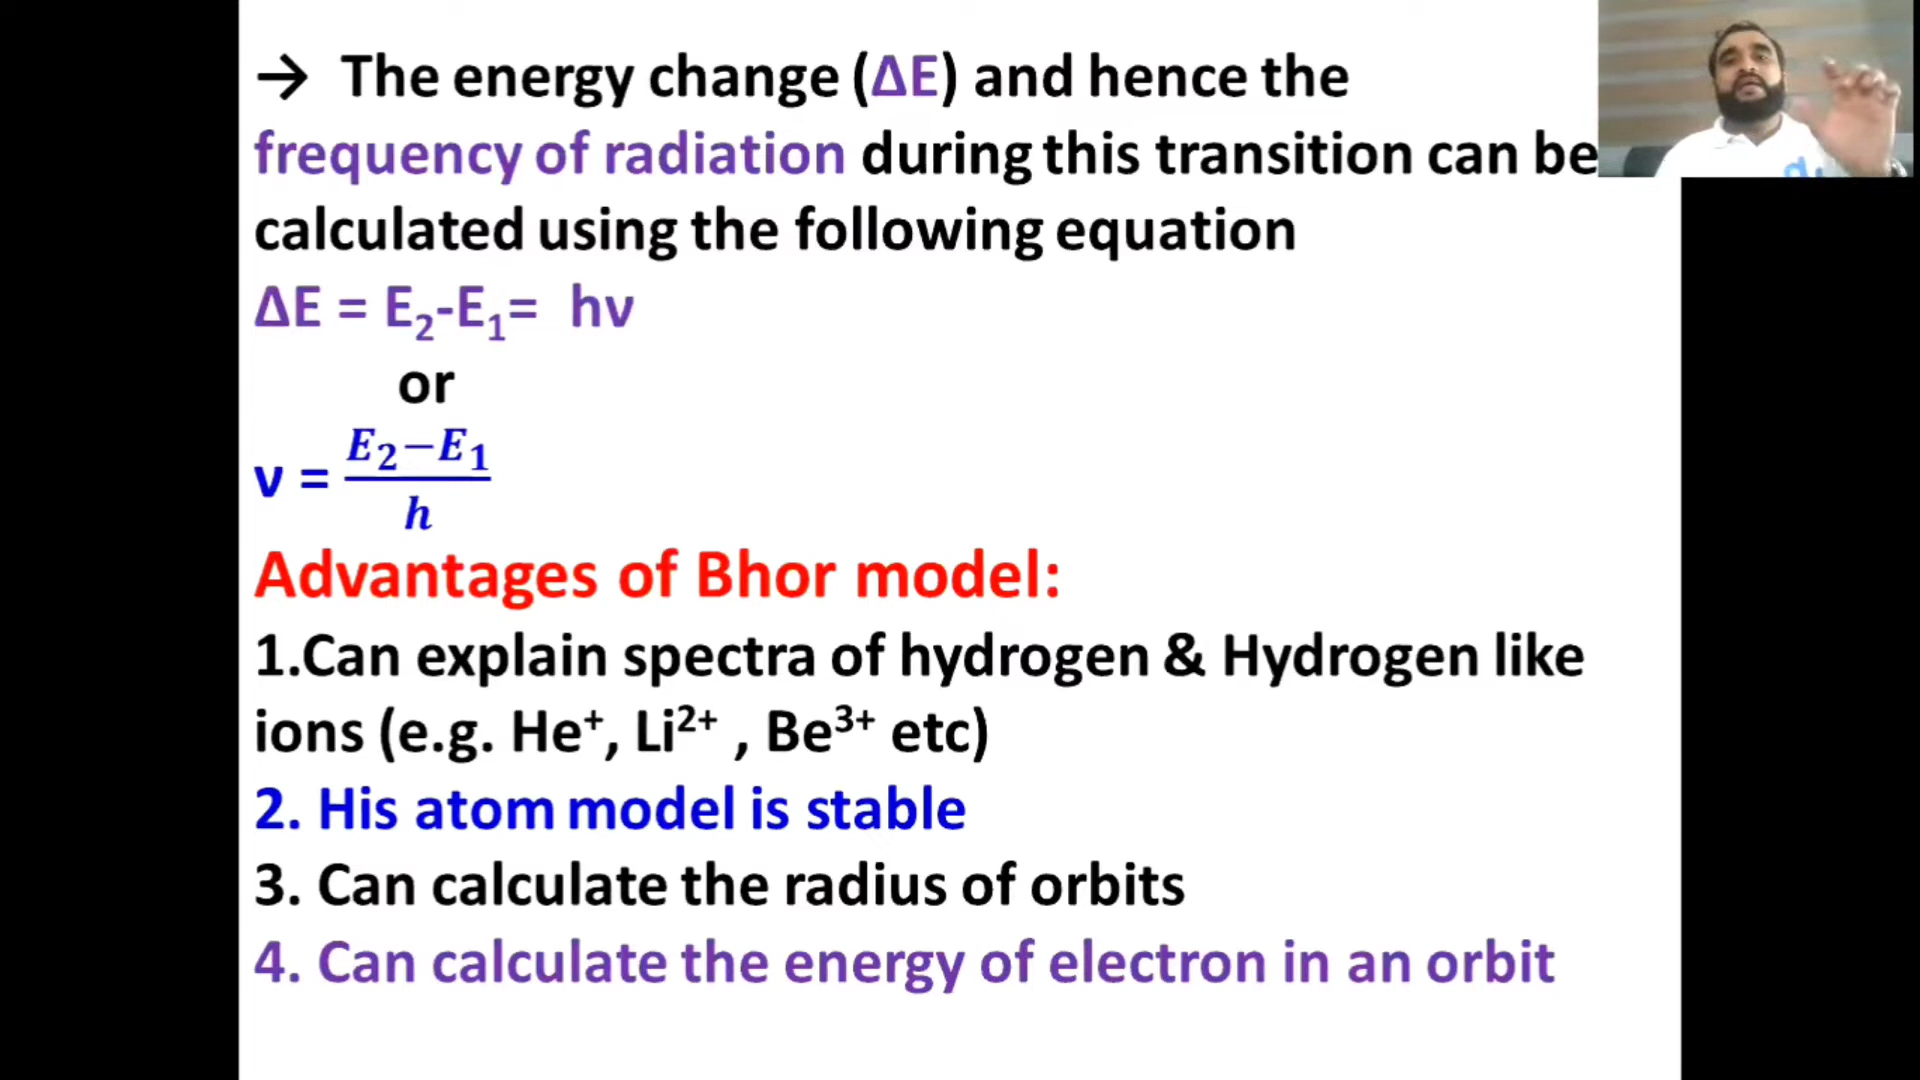 → The energy change (ΔE) and hence the
frequency of radiation during this transition can be
calculated using the following equation
ΔE = E₂-E₁= hν
or
ν = \frac{E₂−E₁}{h}
Advantages of Bhor model:
1.Can explain spectra of hydrogen & Hydrogen like
ions (e.g. He⁺, Li²⁺ , Be³⁺ etc)
2. His atom model is stable
3. Can calculate the radius of orbits
4. Can calculate the energy of electron in an orbit